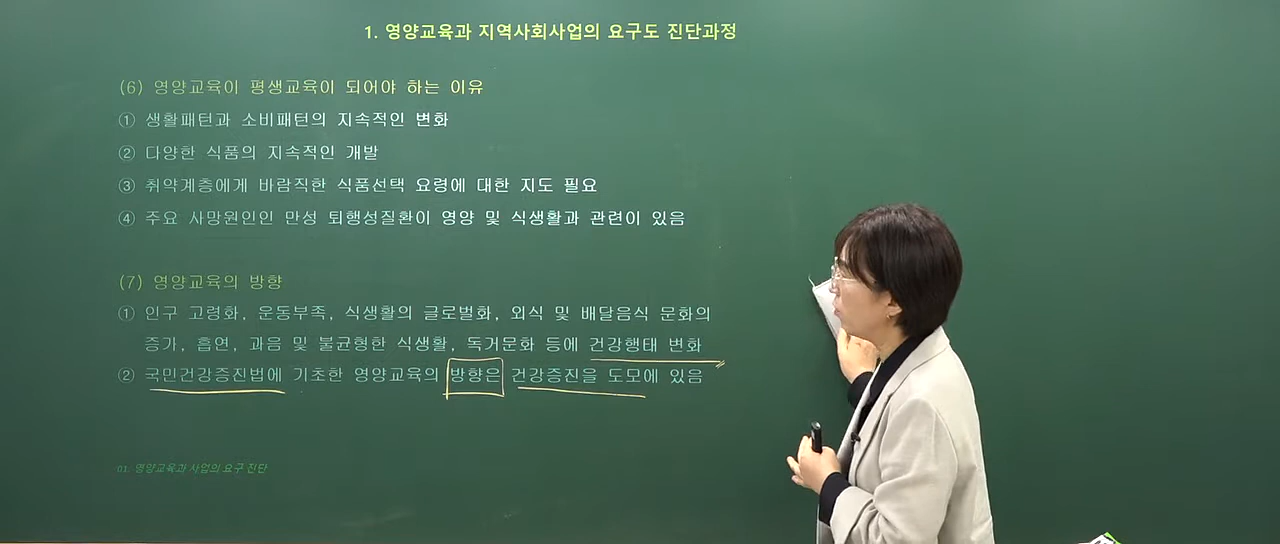 1. 영양교육과 지역사회사업의 요구도 진단과정
(6) 영양교육이 평생교육이 되어야 하는 이유
① 생활패턴과 소비패턴의 지속적인 변화
② 다양한 식품의 지속적인 개발
③ 취약계층에게 바람직한 식품선택 요령에 대한 지도 필요
④ 주요 사망원인인 만성 퇴행성질환이 영양 및 식생활과 관련이 있음
(7) 영양교육의 방향
① 인구 고령화, 운동부족, 식생활의 글로벌화, 외식 및 배달음식 문화의
증가, 흡연, 과음 및 불균형한 식생활, 독거문화 등에 건강행태 변화
② 국민건강증진법에 기초한 영양교육의 방향은 건강증진을 도모에 있음
01. 영양교육과 사업의 요구 진단